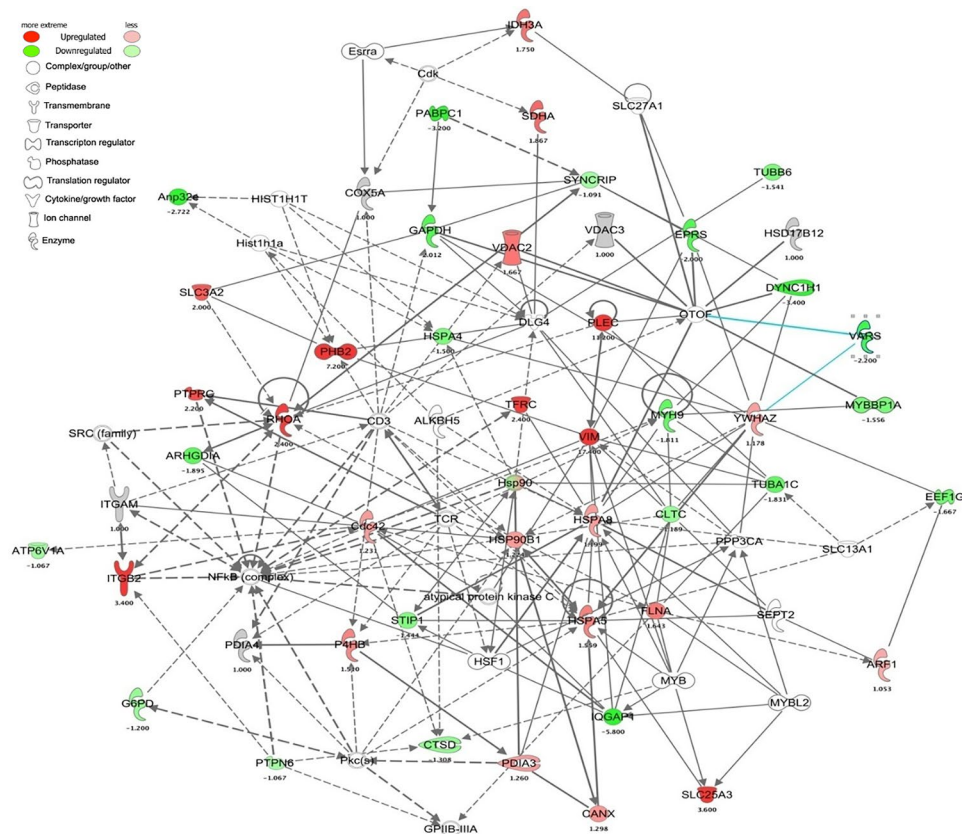 more extreme less
Upregulated
Downregulated
Complex/group/other
Peptidase
Transmembrane
Transporter
Transcripton regulator
Phosphatase
Translation regulator
Cytokine/growth factor
Ion channel
Enzyme
IDH3A
1.750
Esrra
Cdk
SLC27A1
PABPC1
-3.200
SDHA
1.867
TUBB6
-1.541
SYNCRIP
-1.091
Anp32e
-2.722
HIST1H1T
COX5A
1.000
Hist1h1a
GAPDH
2.012
VDAC2
1.667
VDAC3
1.000
EPRS
-2.000
HSD17B12
1.000
SLC3A2
2.000
DYNC1H1
-3.400
DLG4
PLEC
11.200
OTOF
VARS
-2.200
HSPA4
-1.500
PHB2
7.200
PTPRC
2.200
RHOA
2.400
CD3
ALKBH5
TFRC
2.400
MYH9
-1.811
YWHAZ
1.178
MYBBP1A
-1.556
SRC (family)
VIM
17.400
ARHGDIA
-1.895
Hsp90
TUBA1C
-1.831
ITGAM
1.000
EEF1G
-1.667
Cdc42
1.231
TCR
HSP90B1
HSPA8
CLTC
-1.189
PPP3CA
SLC13A1
ATP6V1A
-1.067
ITGB2
3.400
NFkB (complex)
atypical protein kinase C
STIP1
-1.444
HSPA5
1.559
FLNA
1.643
SEPT2
PDIA4
1.000
P4HB
1.530
HSF1
ARF1
1.053
MYB
MYBL2
G6PD
-1.200
IQGAP1
-5.800
CTSD
-1.308
PTPN6
-1.067
Pkc(s)
PDIA3
1.260
SLC25A3
3.600
CANX
1.298
GPIIB-IIIA